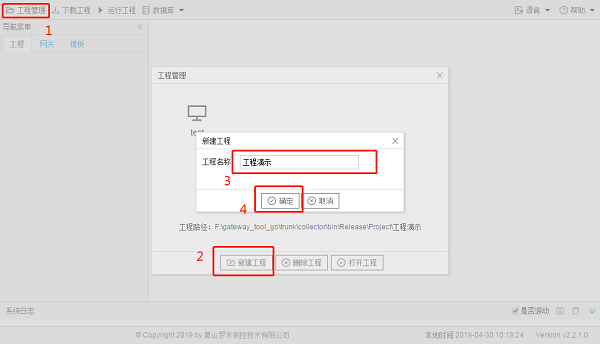 工程管理 下载工程 运行工程 数据库 语言 帮助
1
导航菜单
工程 网关 模板
工程管理
test
新建工程
工程名称: 工程演示
3
4 确定 取消
工程路径：F:\gateway_tool_go\trunk\collector\bin\Release\Project\工程演示
2 新建工程 删除工程 打开工程
系统日志 是否滚动
© Copyright 2019 by 黄山罗米测控技术有限公司 本地时间 2019-04-30 10:19:24 Version v2.2.1.0